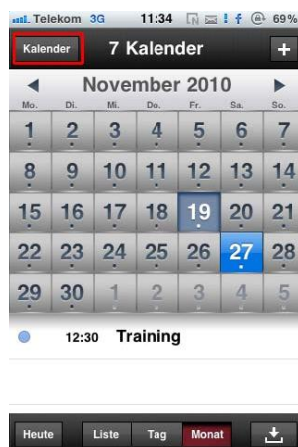 Telekom 3G 11:34 69%
Kalender 7 Kalender +
November 2010
Mo. Di. Mi. Do. Fr. Sa. So.
1 2 3 4 5 6 7
8 9 10 11 12 13 14
15 16 17 18 19 20 21
22 23 24 25 26 27 28
29 30 1 2 3 4 5
12:30 Training
Heute Liste Tag Monat